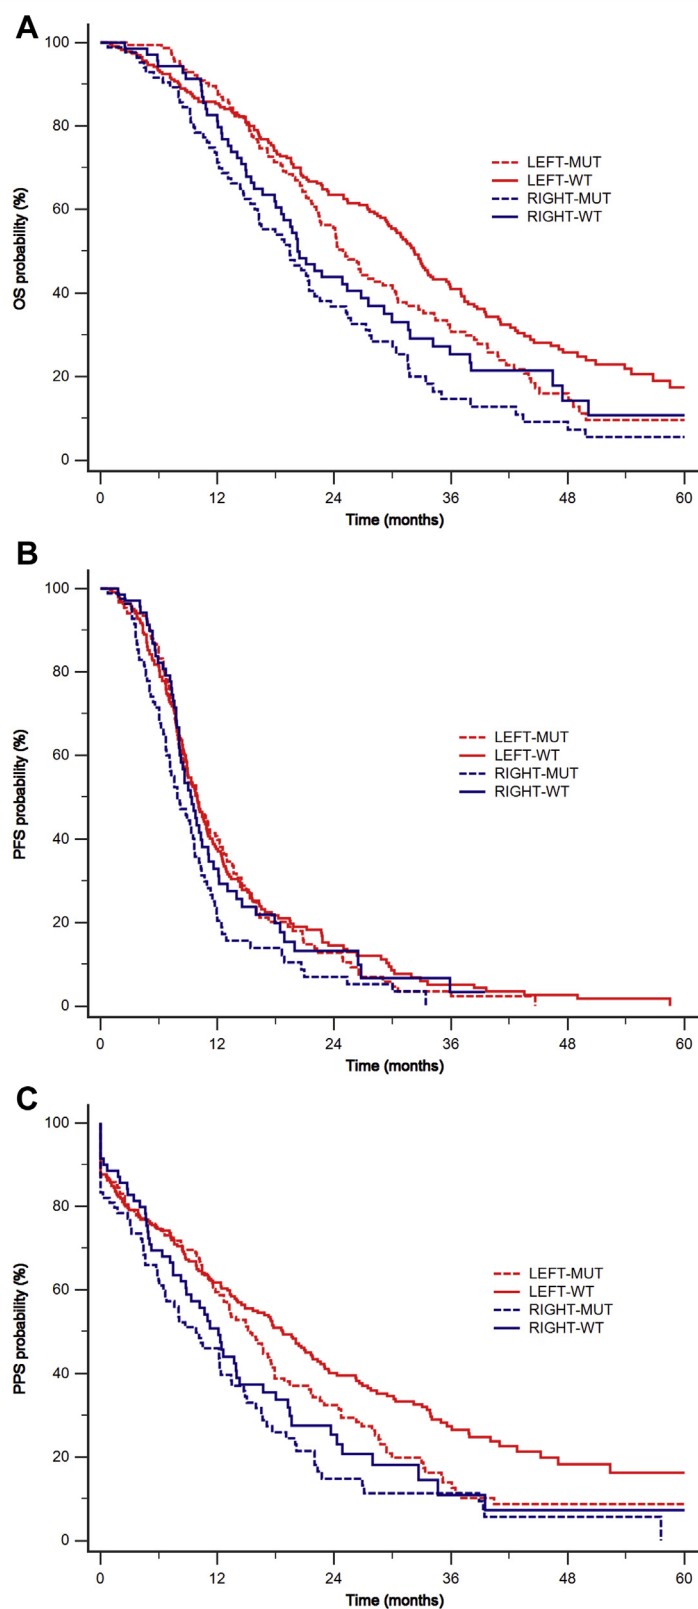 A
100
80
60
40
20
0
OS probability (%)
LEFT-MUT
LEFT-WT
RIGHT-MUT
RIGHT-WT
0 12 24 36 48 60
Time (months)
B
100
80
60
40
20
0
PFS probability (%)
LEFT-MUT
LEFT-WT
RIGHT-MUT
RIGHT-WT
0 12 24 36 48 60
Time (months)
C
100
80
60
40
20
0
PPS probability (%)
LEFT-MUT
LEFT-WT
RIGHT-MUT
RIGHT-WT
0 12 24 36 48 60
Time (months)